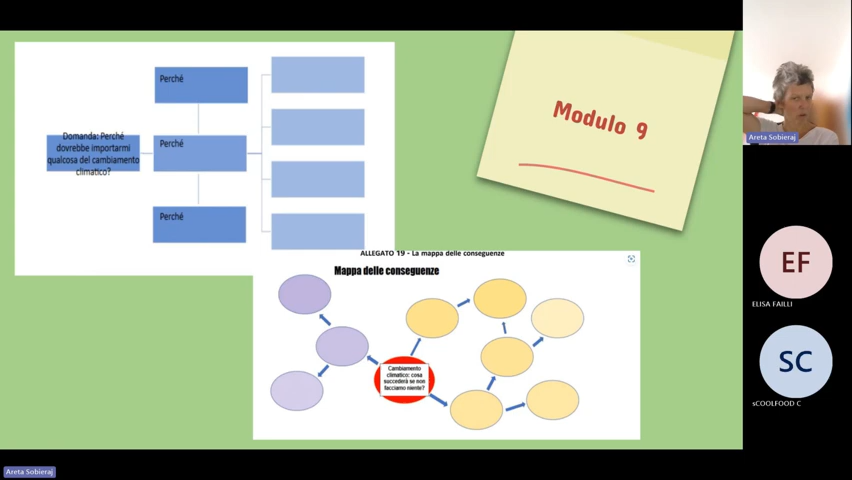 Perché
Domanda: Perché
dovrebbe importarmi
qualcosa del cambiamento
climatico?
Perché
Perché
Modulo 9
ALLEGATO 19 - La mappa delle conseguenze
Mappa delle conseguenze
Cambiamento
climatico: cosa
succederà se non
facciamo niente?
Areta Sobieraj
EF
ELISA FAILLI
SC
sCOOLFOOD C
Areta Sobieraj